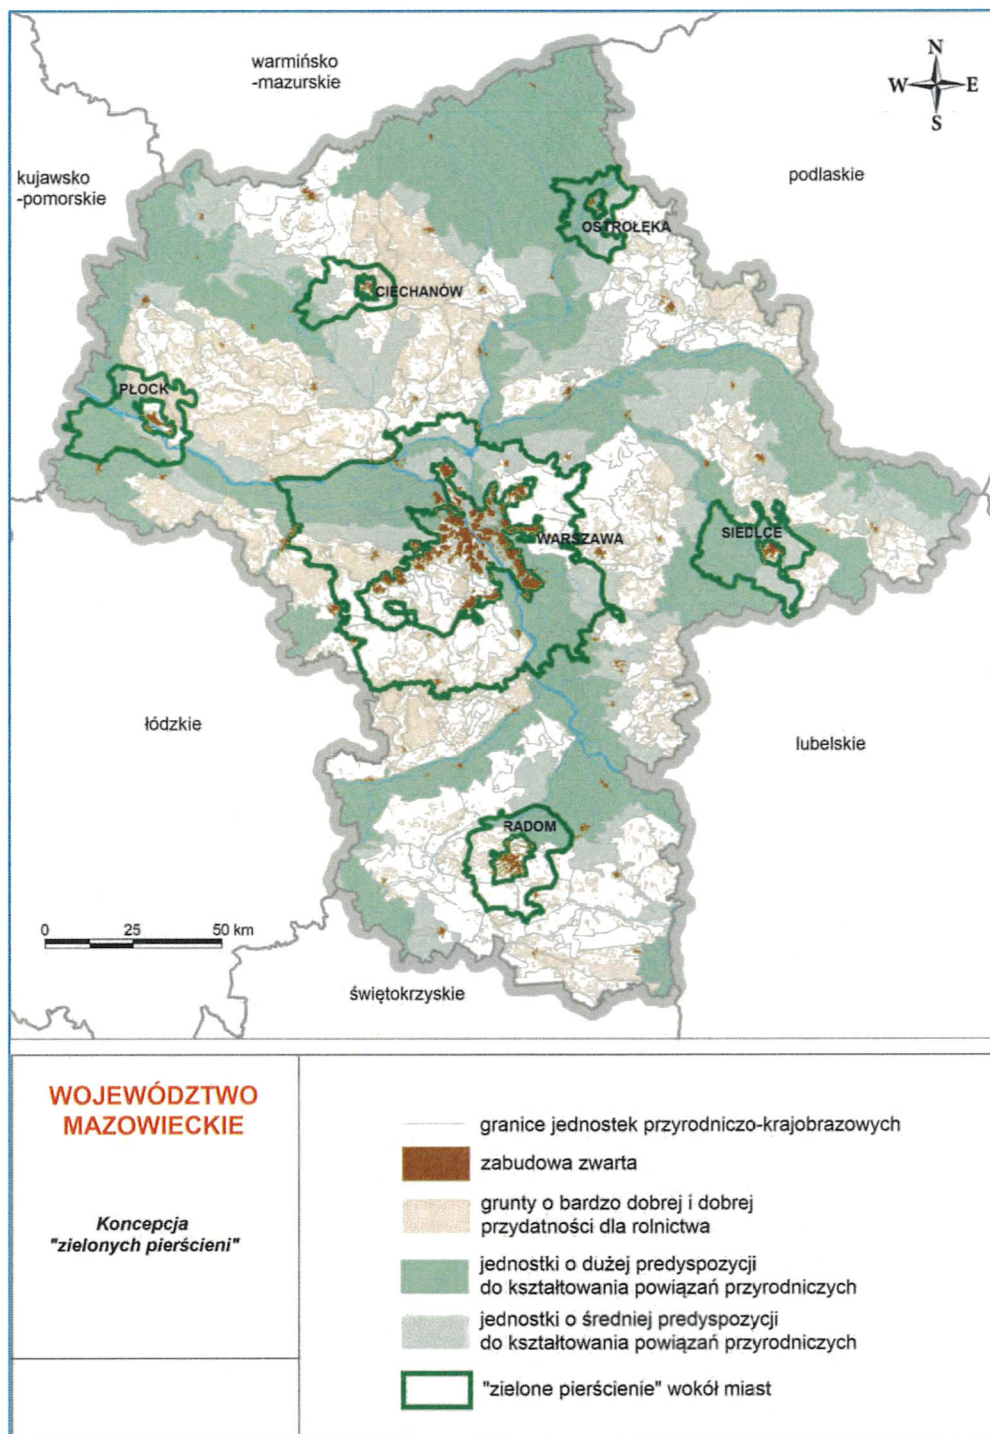 warmińsko
-mazurskie
N
W
E
S
kujawsko
-pomorskie
podlaskie
OSTROŁĘKA
CIECHANÓW
PŁOCK
WARSZAWA
SIEDLCE
łódzkie
lubelskie
RADOM
0 25 50 km
świętokrzyskie
WOJEWÓDZTWO
MAZOWIECKIE
Koncepcja
"zielonych pierścieni"
granice jednostek przyrodniczo-krajobrazowych
zabudowa zwarta
grunty o bardzo dobrej i dobrej
przydatności dla rolnictwa
jednostki o dużej predyspozycji
do kształtowania powiązań przyrodniczych
jednostki o średniej predyspozycji
do kształtowania powiązań przyrodniczych
"zielone pierścienie" wokół miast